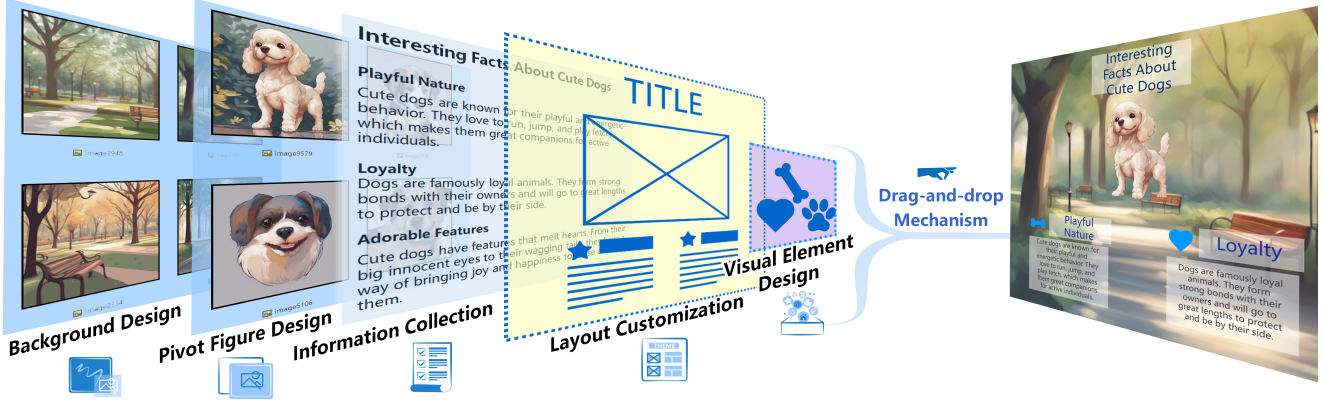 image2948
image2214
Background Design
image9579
image5106
Pivot Figure Design
Interesting Facts About Cute Dogs
Playful Nature
Cute dogs are known for their playful and energetic
behavior. They love to run, jump, and play fetch,
which makes them great companions for active
individuals.
Loyalty
Dogs are famously loyal animals. They form strong
bonds with their owners and will go to great lengths
to protect and be by their side.
Adorable Features
Cute dogs have features that melt hearts. From their
big innocent eyes to their wagging
way of bringing joy and happiness to
them.
Information Collection
TITLE
Layout Customization
THEME
Visual Element
Design
Drag-and-drop
Mechanism
Interesting
Facts About
Cute Dogs
Playful
Nature
Cute dogs are known for
their playful and
energetic behavior. They
love to run, jump, and
play fetch, which makes
them great companions
for active individuals.
Loyalty
Dogs are famously loyal
animals. They form
strong bonds with their
owners and will go to
great lengths to protect
and be by their side.